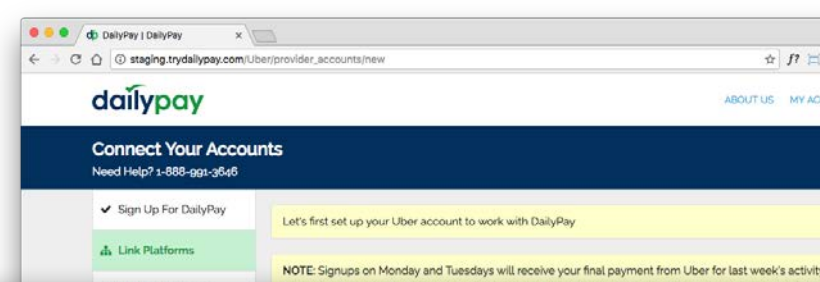 DailyPay | DailyPay
staging.trydailypay.com/Uber/provider_accounts/new
f?
dailypay
ABOUT US MY AC
Connect Your Accounts
Need Help? 1-888-991-3646
Sign Up For DailyPay
Let's first set up your Uber account to work with DailyPay
Link Platforms
NOTE: Signups on Monday and Tuesdays will receive your final payment from Uber for last week's activit